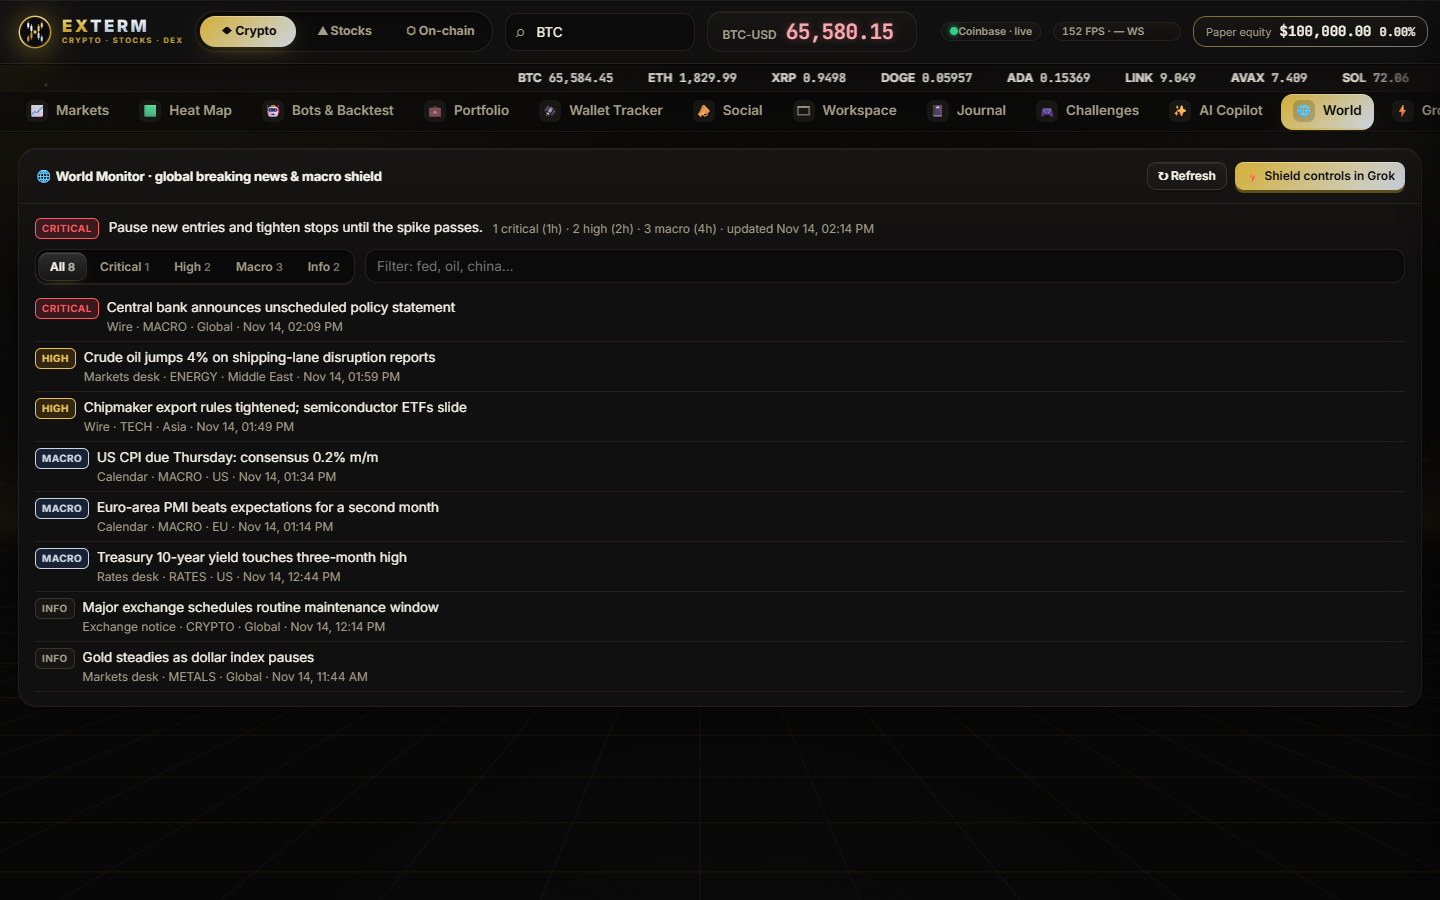 EXTERM
CRYPTO · STOCKS · DEX
Crypto
Stocks
On-chain
BTC
BTC-USD 65,580.15
Coinbase · live
152 FPS · — WS
Paper equity $100,000.00 0.00%
BTC 65,584.45 ETH 1,829.99 XRP 0.9498 DOGE 0.05957 ADA 0.15369 LINK 9.049 AVAX 7.409 SOL 72.06
Markets
Heat Map
Bots & Backtest
Portfolio
Wallet Tracker
Social
Workspace
Journal
Challenges
AI Copilot
World
World Monitor · global breaking news & macro shield
↻ Refresh
Shield controls in Grok
CRITICAL Pause new entries and tighten stops until the spike passes. 1 critical (1h) · 2 high (2h) · 3 macro (4h) · updated Nov 14, 02:14 PM
All 8 Critical 1 High 2 Macro 3 Info 2
Filter: fed, oil, china...
CRITICAL Central bank announces unscheduled policy statement
Wire · MACRO · Global · Nov 14, 02:09 PM
HIGH Crude oil jumps 4% on shipping-lane disruption reports
Markets desk · ENERGY · Middle East · Nov 14, 01:59 PM
HIGH Chipmaker export rules tightened; semiconductor ETFs slide
Wire · TECH · Asia · Nov 14, 01:49 PM
MACRO US CPI due Thursday: consensus 0.2% m/m
Calendar · MACRO · US · Nov 14, 01:34 PM
MACRO Euro-area PMI beats expectations for a second month
Calendar · MACRO · EU · Nov 14, 01:14 PM
MACRO Treasury 10-year yield touches three-month high
Rates desk · RATES · US · Nov 14, 12:44 PM
INFO Major exchange schedules routine maintenance window
Exchange notice · CRYPTO · Global · Nov 14, 12:14 PM
INFO Gold steadies as dollar index pauses
Markets desk · METALS · Global · Nov 14, 11:44 AM